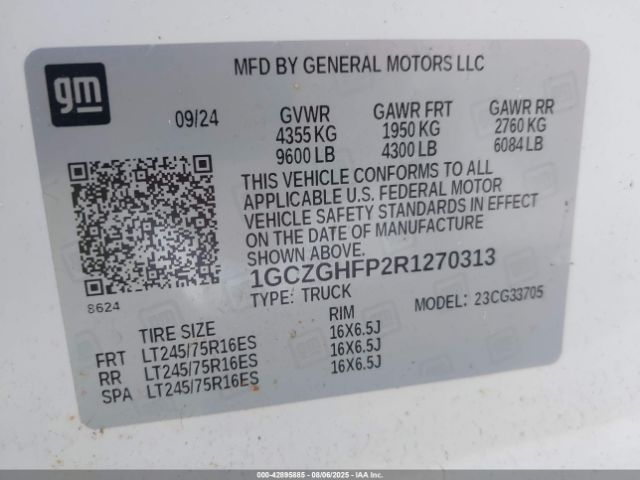 MFD BY GENERAL MOTORS LLC
gm
09/24 GVWR GAWR FRT GAWR RR
4355 KG 1950 KG 2760 KG
9600 LB 4300 LB 6084 LB
THIS VEHICLE CONFORMS TO ALL
APPLICABLE U.S. FEDERAL MOTOR
VEHICLE SAFETY STANDARDS IN EFFECT
ON THE DATE OF MANUFACTURE
SHOWN ABOVE.
1GCZGHFP2R1270313
8624
TYPE: TRUCK MODEL: 23CG33705
TIRE SIZE RIM
FRT LT245/75R16ES 16X6.5J
RR LT245/75R16ES 16X6.5J
SPA LT245/75R16ES 16X6.5J
000-42895885 - 08/06/2025 - IAAI.COM